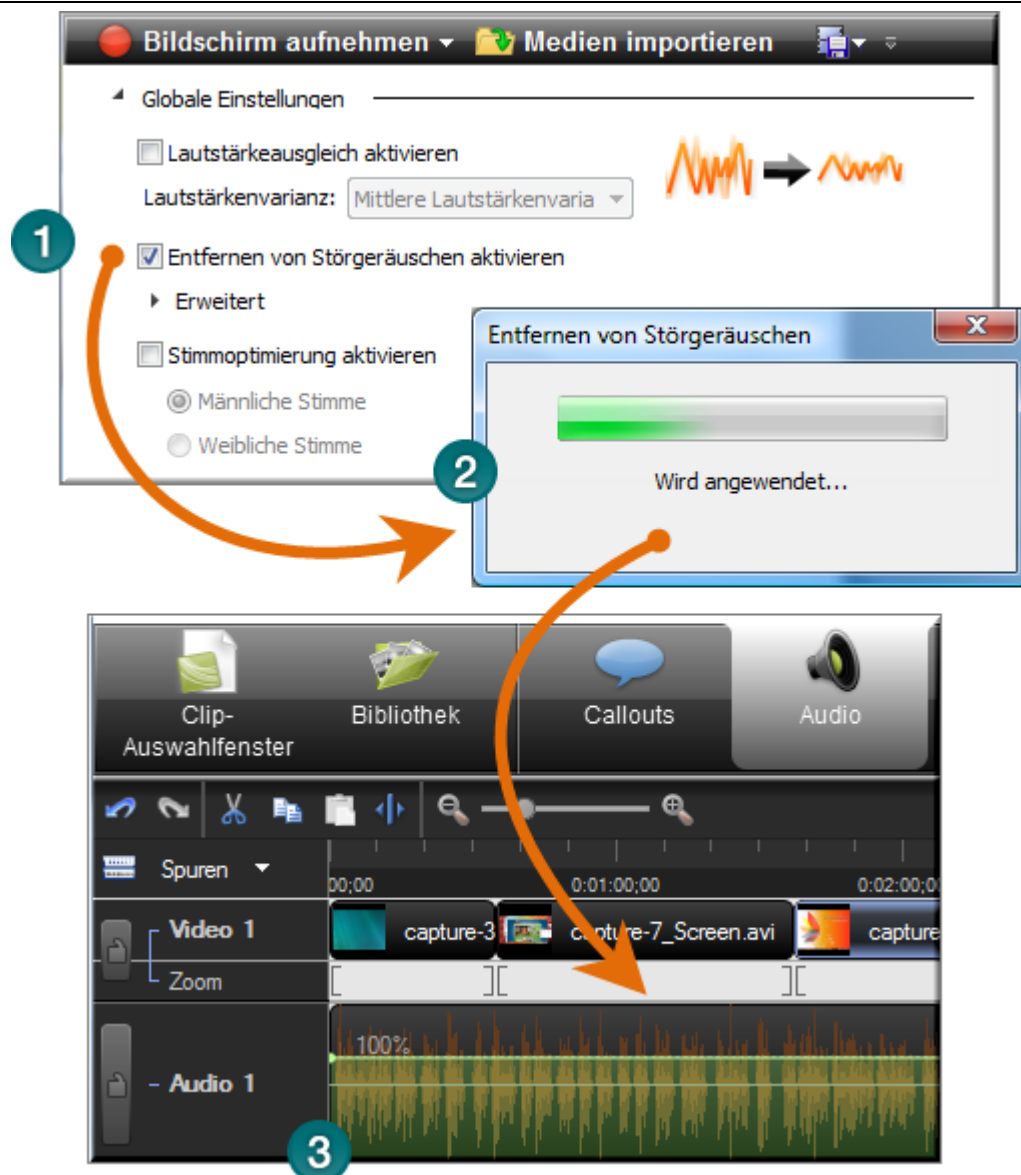 Bildschirm aufnehmen Medien importieren
Globale Einstellungen
Lautstärkeausgleich aktivieren
Lautstärkenvarianz: Mittlere Lautstärkenvaria
1
Entfernen von Störgeräuschen aktivieren
Erweitert
Stimmoptimierung aktivieren
Männliche Stimme
Weibliche Stimme
Entfernen von Störgeräuschen
2
Wird angewendet...
Clip-
Auswahlfenster
Bibliothek
Callouts
Audio
Spuren
00;00 0:01:00;00 0:02:00;0
Video 1 capture-3 capture-7_Screen.avi capture
Zoom
100%
Audio 1
3